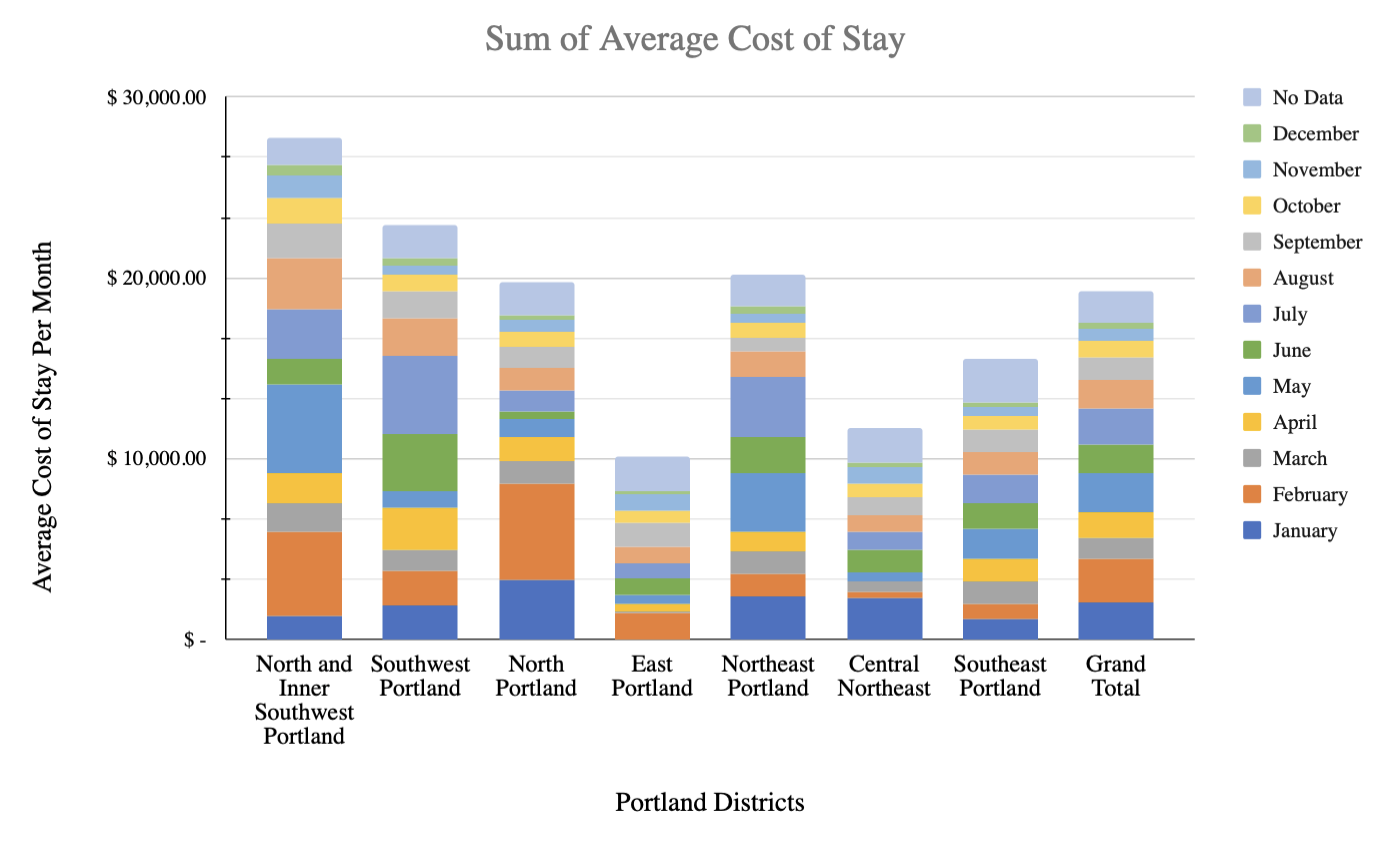 Sum of Average Cost of Stay
Average Cost of Stay Per Month
$ 30,000.00
$ 20,000.00
$ 10,000.00
$ -
North and
Inner
Southwest
Portland
Southwest
Portland
North
Portland
East
Portland
Northeast
Portland
Central
Northeast
Southeast
Portland
Grand
Total
Portland Districts
No Data
December
November
October
September
August
July
June
May
April
March
February
January